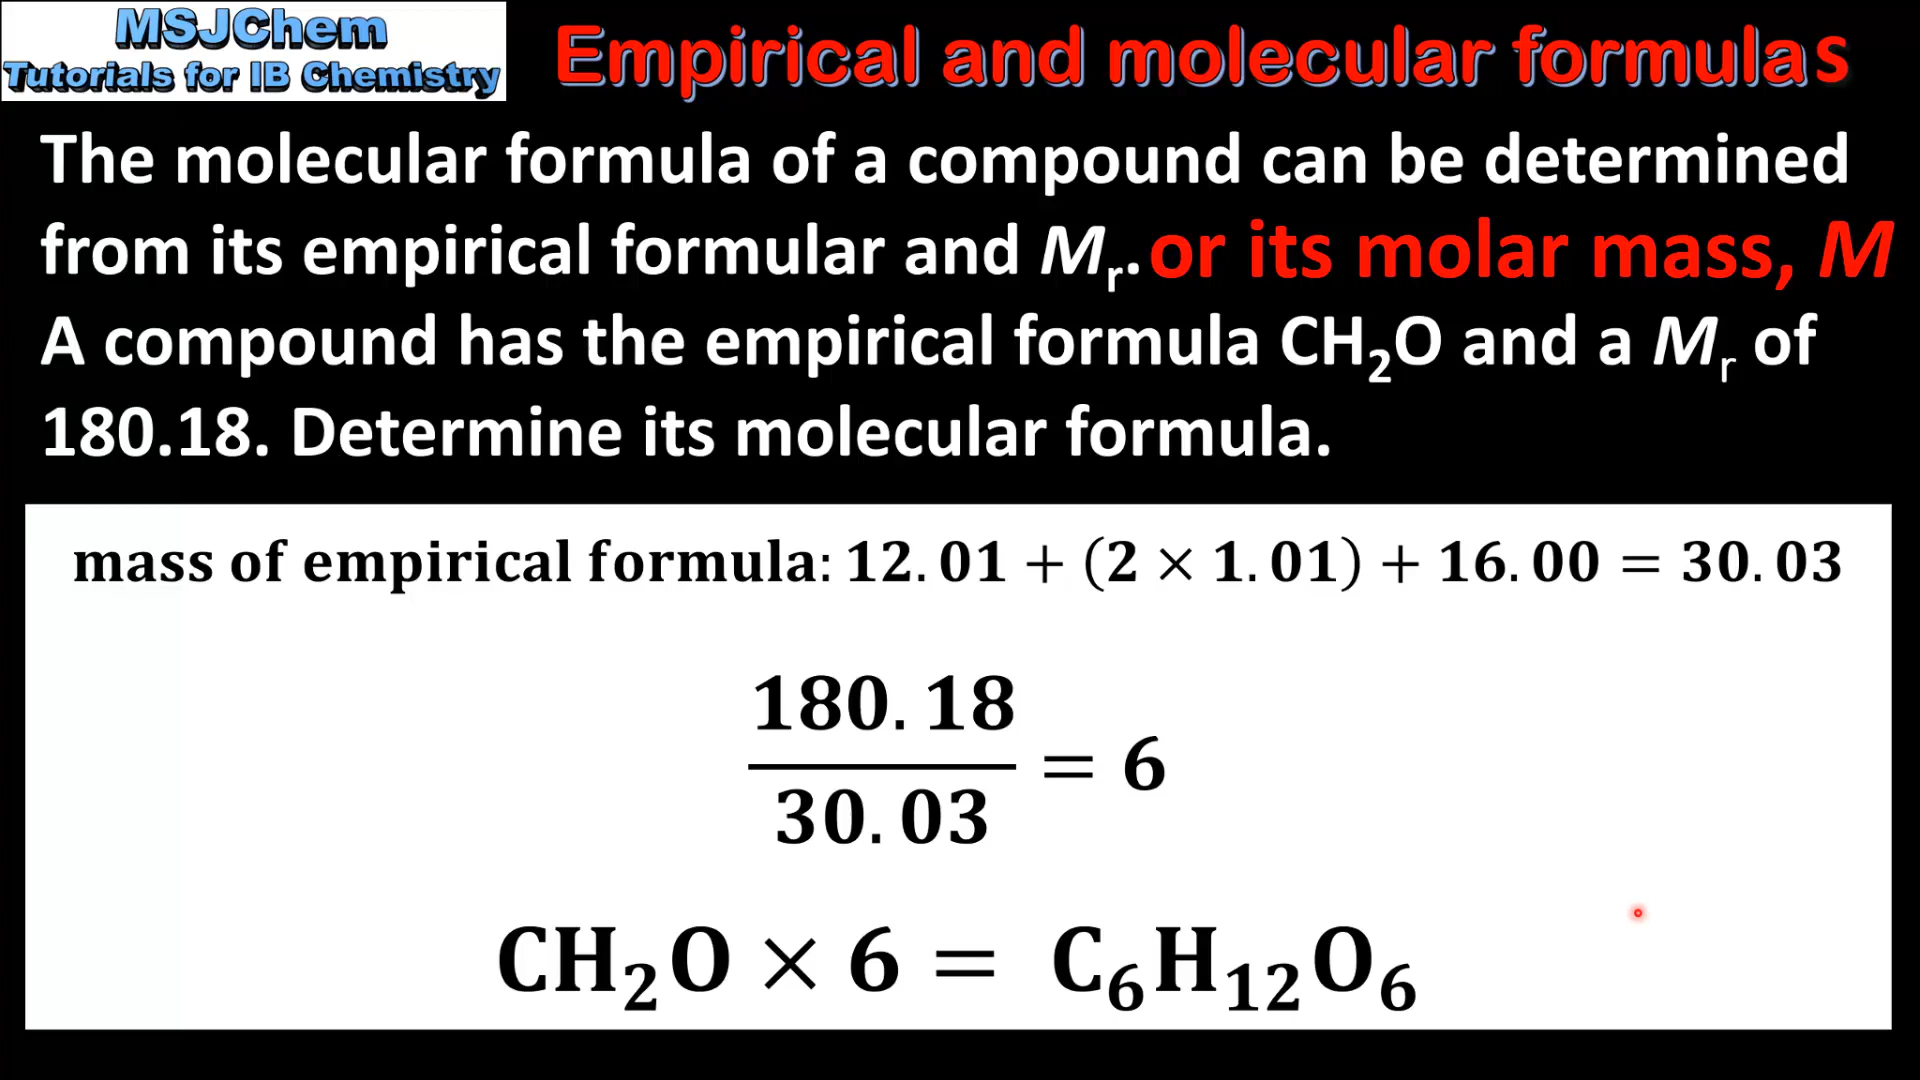 MSJChem
Tutorials for IB Chemistry
Empirical and molecular formulas
The molecular formula of a compound can be determined
from its empirical formular and Mᵣ. or its molar mass, M
A compound has the empirical formula CH₂O and a Mᵣ of
180.18. Determine its molecular formula.
mass of empirical formula: 12.01 + (2 × 1.01) + 16.00 = 30.03
180.18
= 6
30.03
CH₂O × 6 = C₆H₁₂O₆